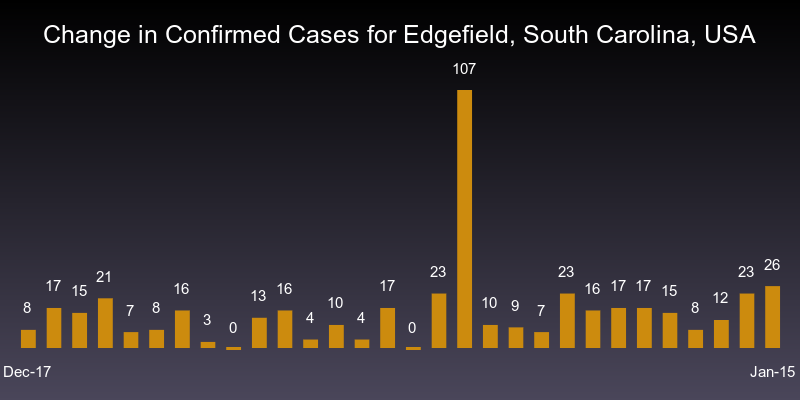 Change in Confirmed Cases for Edgefield, South Carolina, USA
107
8 17 15 21 7 8 16 3 0 13 16 4 10 4 17 0 23 10 9 7 23 16 17 17 15 8 12 23 26
Dec-17 Jan-15